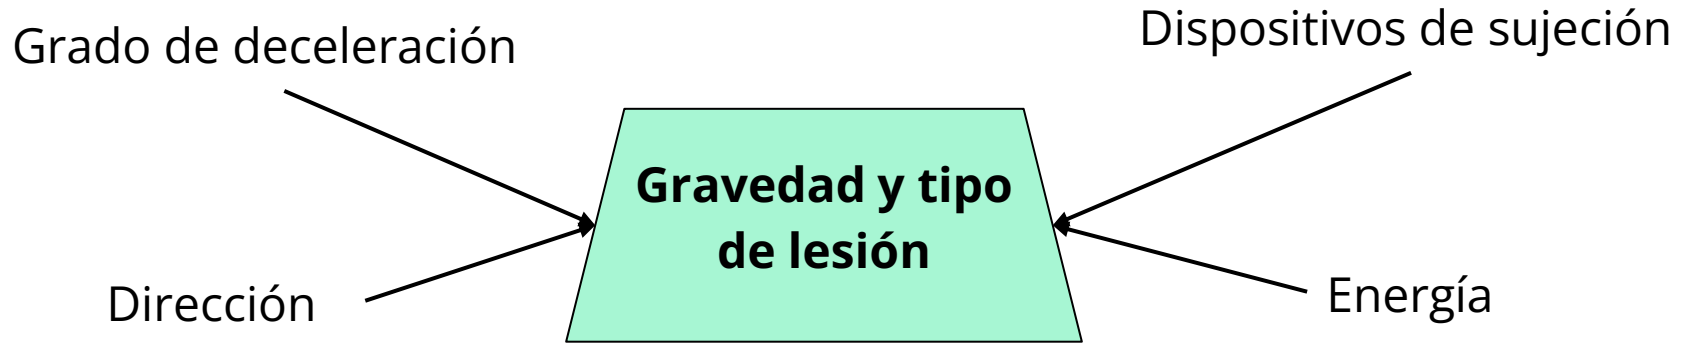 Grado de deceleración
Dispositivos de sujeción
Gravedad y tipo
de lesión
Dirección
Energía